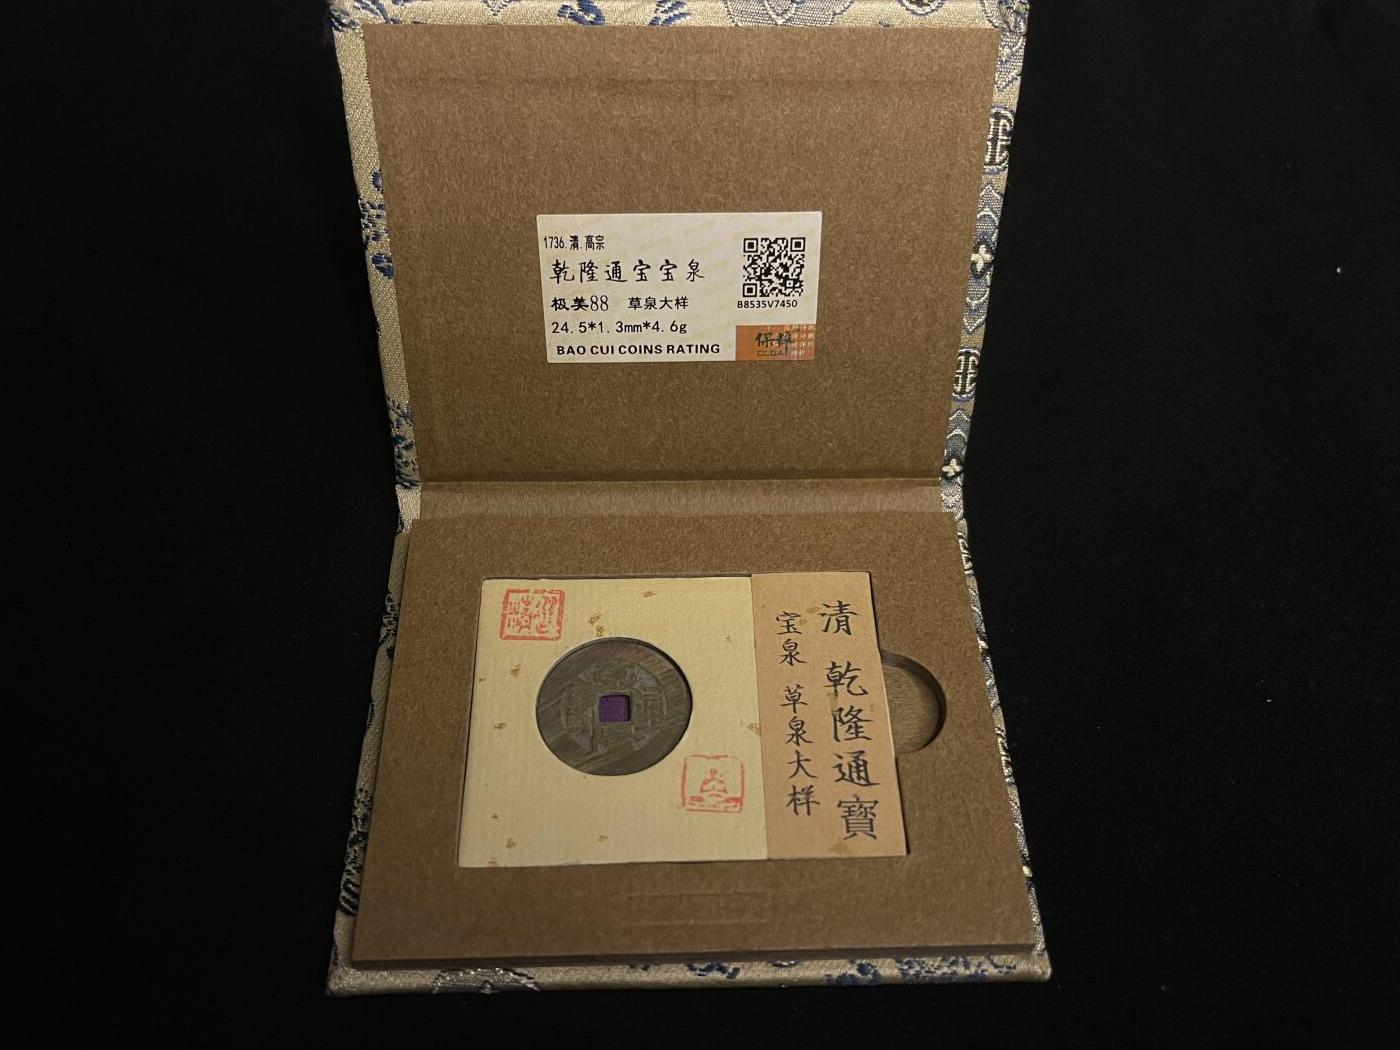 1736.清.高宗
乾隆通宝宝泉
极美88 草泉大样
24.5*1.3mm*4.6g
BAO CUI COINS RATING
B8535V7450
保粹
清 乾隆通寶
宝泉 草泉大样